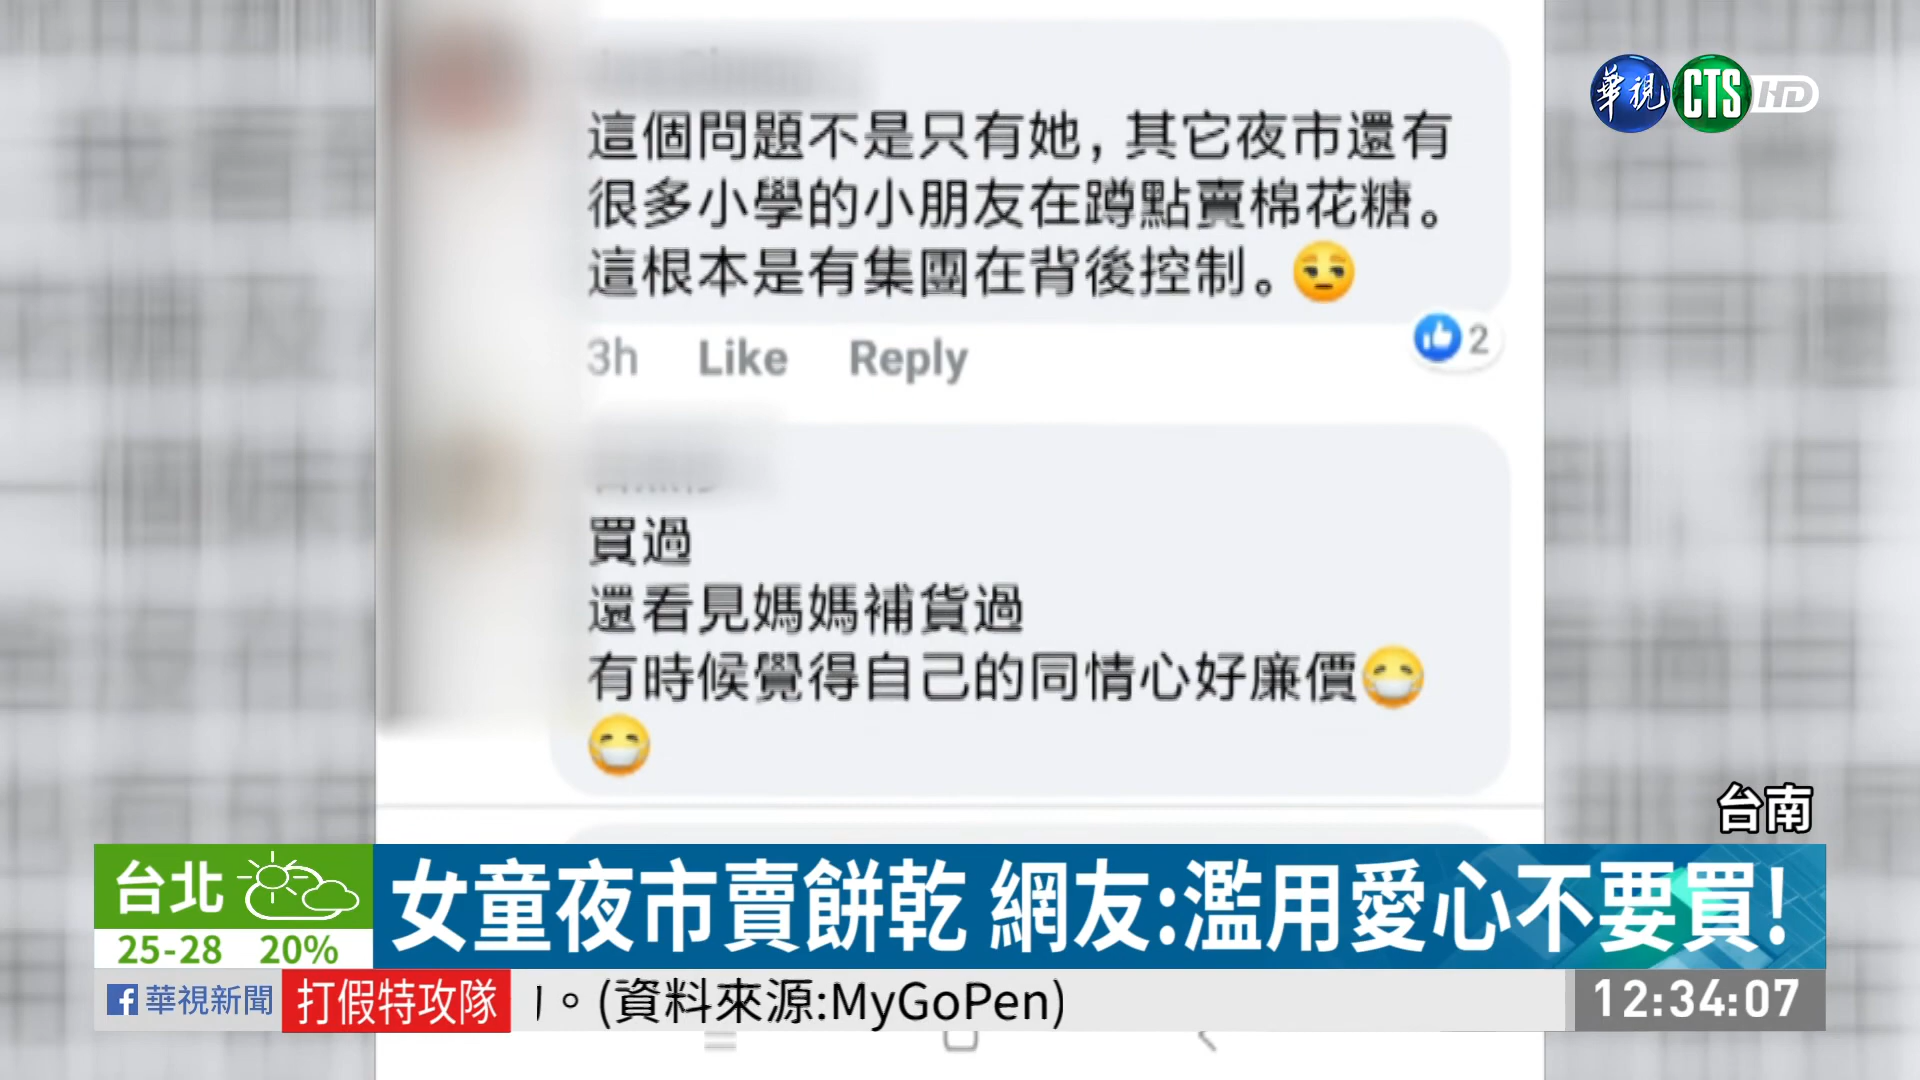 華視 CTS HD
這個問題不是只有她，其它夜市還有
很多小學的小朋友在蹲點賣棉花糖。
這根本是有集團在背後控制。😒
3h Like Reply 2
買過
還看見媽媽補貨過
有時候覺得自己的同情心好廉價😷
😷
台南
台北
25-28 20%
女童夜市賣餅乾 網友:濫用愛心不要買!
華視新聞 打假特攻隊 。(資料來源:MyGoPen)
12:34:07